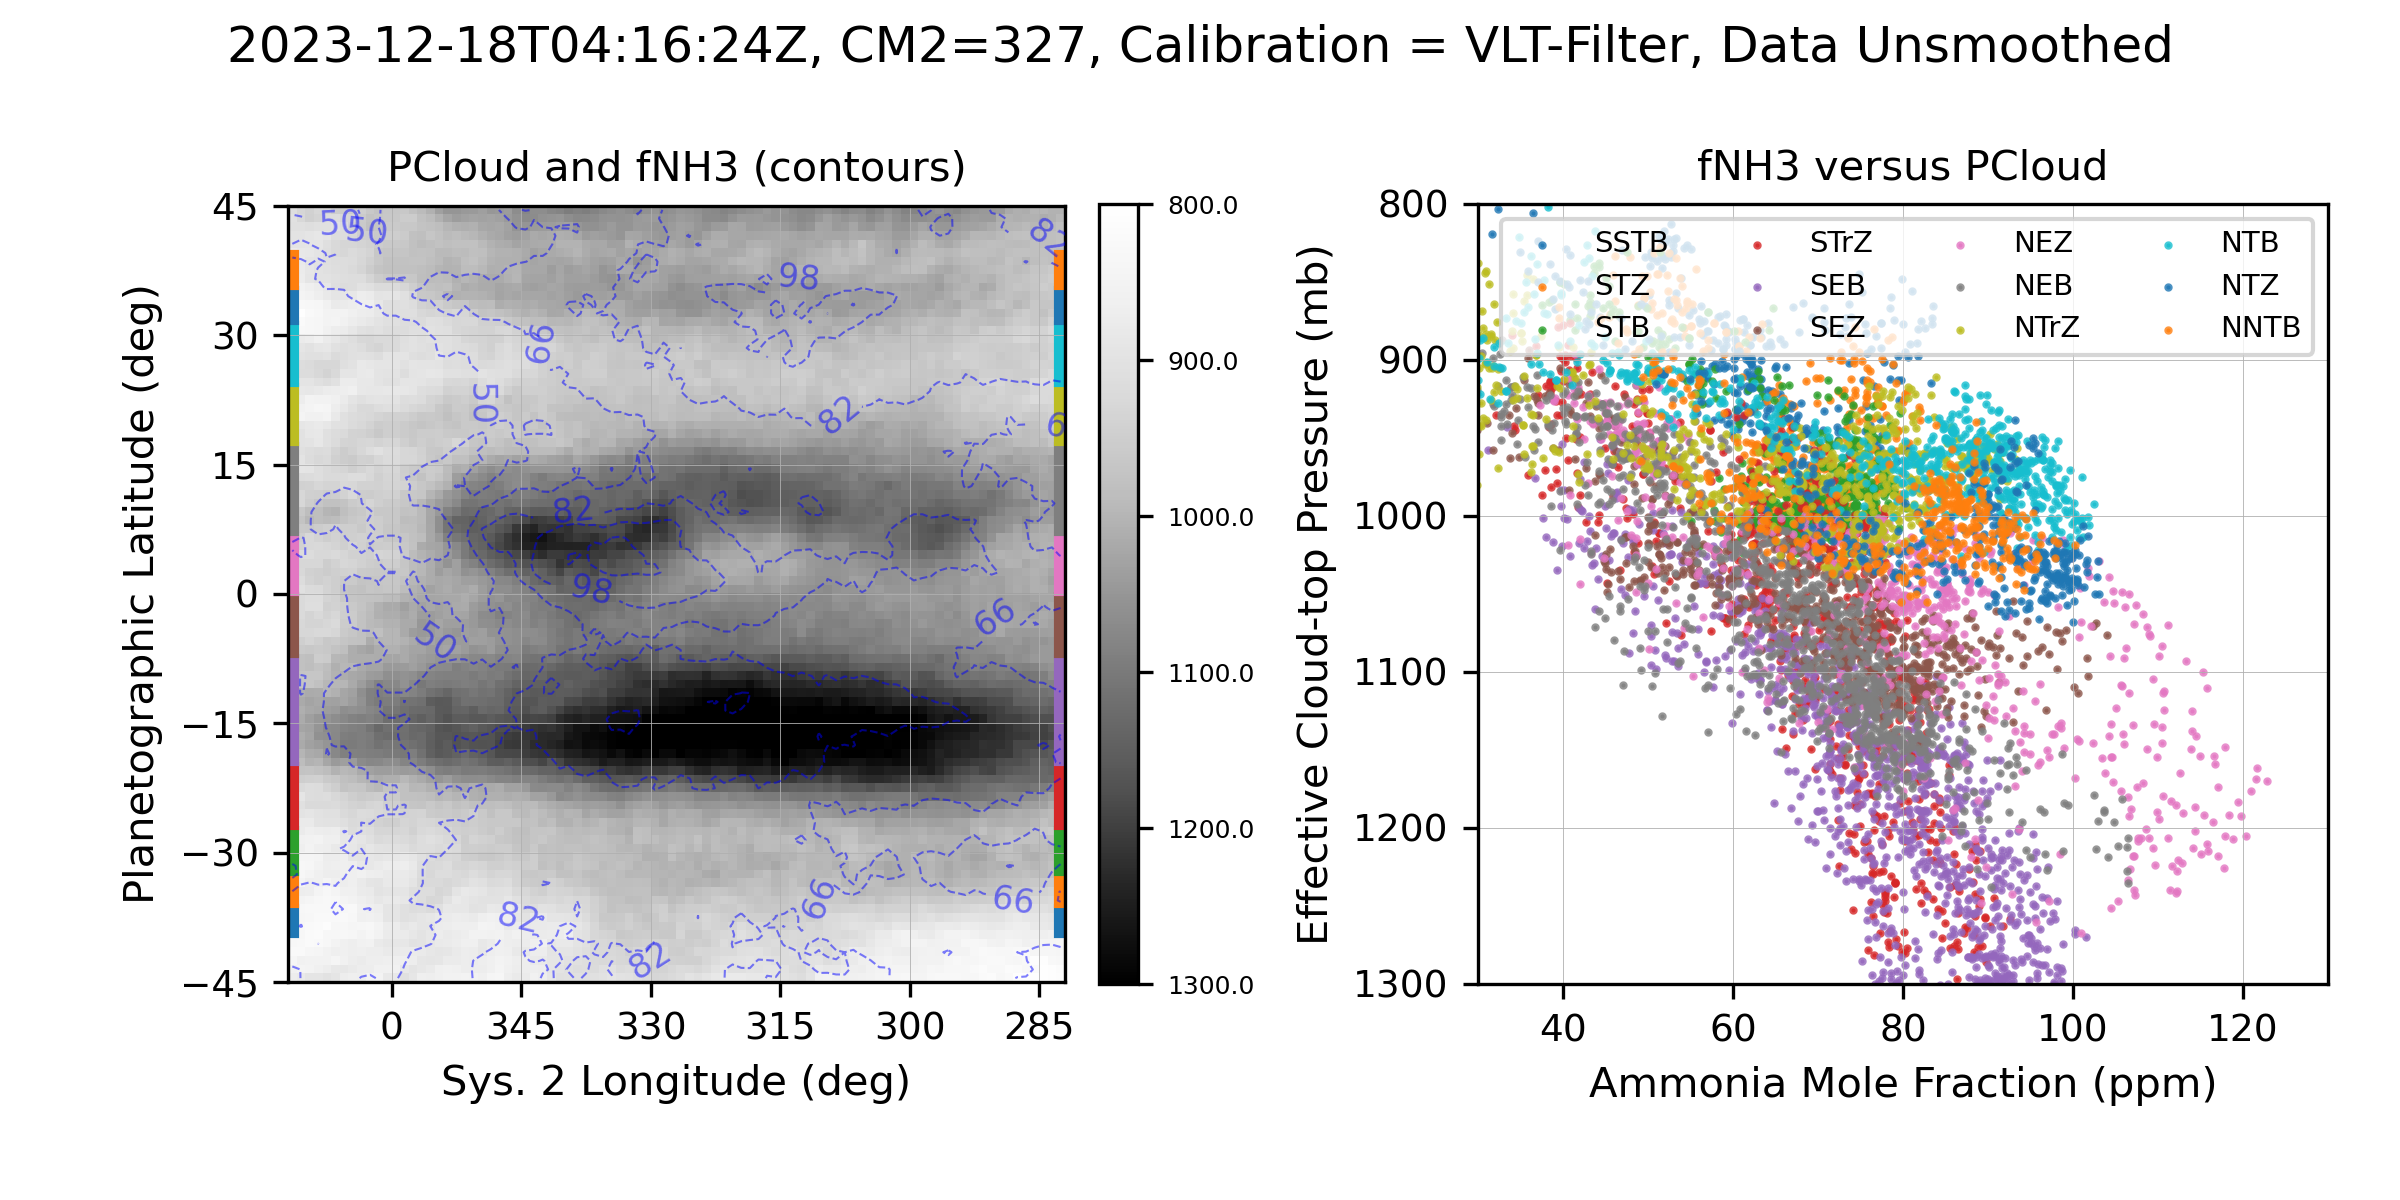 2023-12-18T04:16:24Z, CM2=327, Calibration = VLT-Filter, Data Unsmoothed
PCloud and fNH3 (contours)
Planetographic Latitude (deg)
45
30
15
0
−15
−30
−45
0 345 330 315 300 285
Sys. 2 Longitude (deg)
50 50 82
98
66
50 82 6
82
98
50 66
82 66 66
82
800.0
900.0
1000.0
1100.0
1200.0
1300.0
fNH3 versus PCloud
Effective Cloud-top Pressure (mb)
800
900
1000
1100
1200
1300
SSTB STrZ NEZ NTB
STZ SEB NEB NTZ
STB SEZ NTrZ NNTB
40 60 80 100 120
Ammonia Mole Fraction (ppm)